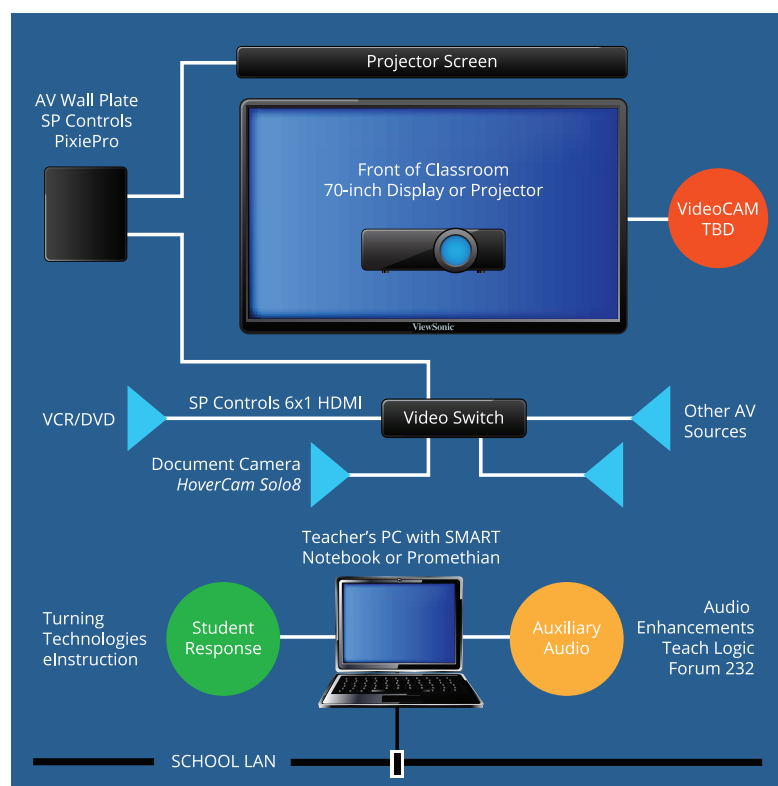 Projector Screen
AV Wall Plate
SP Controls
PixiePro
Front of Classroom
70-inch Display or Projector
VideoCAM
TBD
ViewSonic
VCR/DVD
SP Controls 6x1 HDMI
Video Switch
Other AV
Sources
Document Camera
HoverCam Solo8
Teacher's PC with SMART
Notebook or Promethian
Turning
Technologies
eInstruction
Student
Response
Auxiliary
Audio
Audio
Enhancements
Teach Logic
Forum 232
SCHOOL LAN